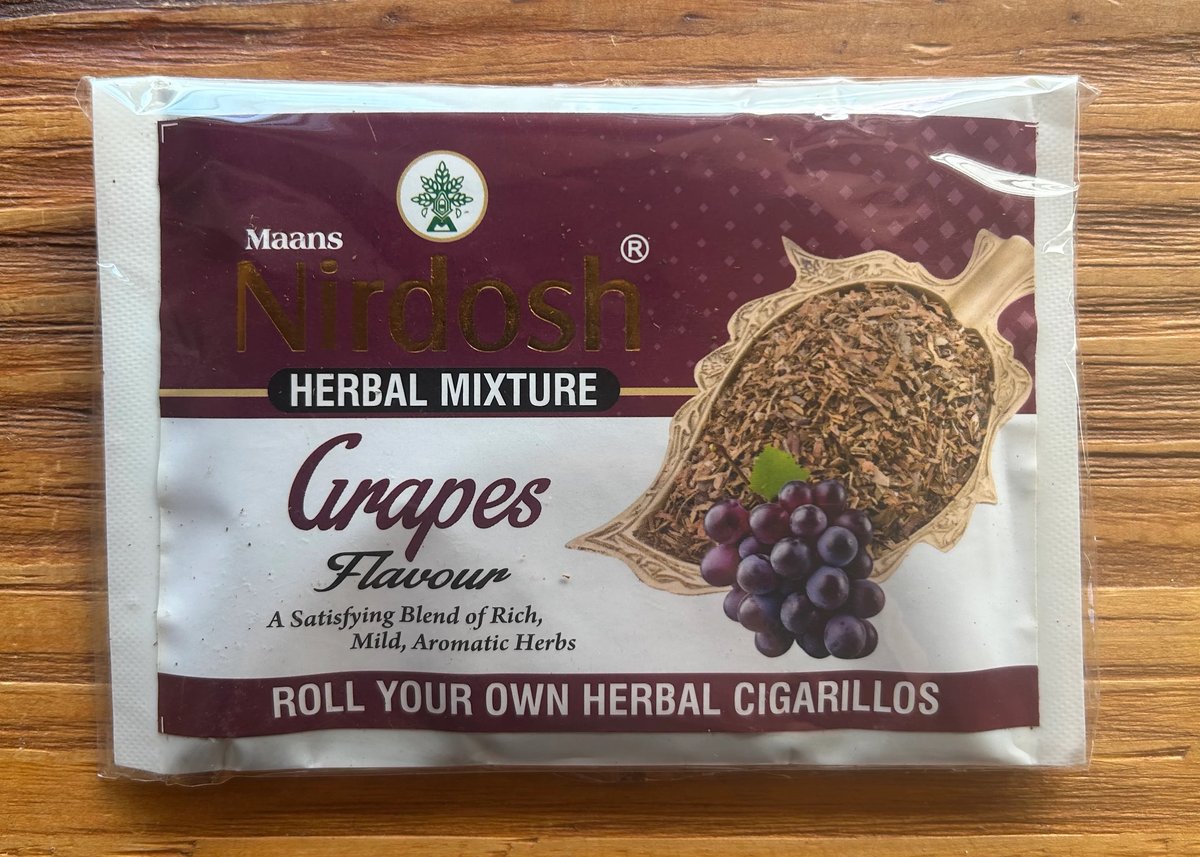 Maans
Nirdosh®
HERBAL MIXTURE
Grapes
Flavour
A Satisfying Blend of Rich,
Mild, Aromatic Herbs
ROLL YOUR OWN HERBAL CIGARILLOS